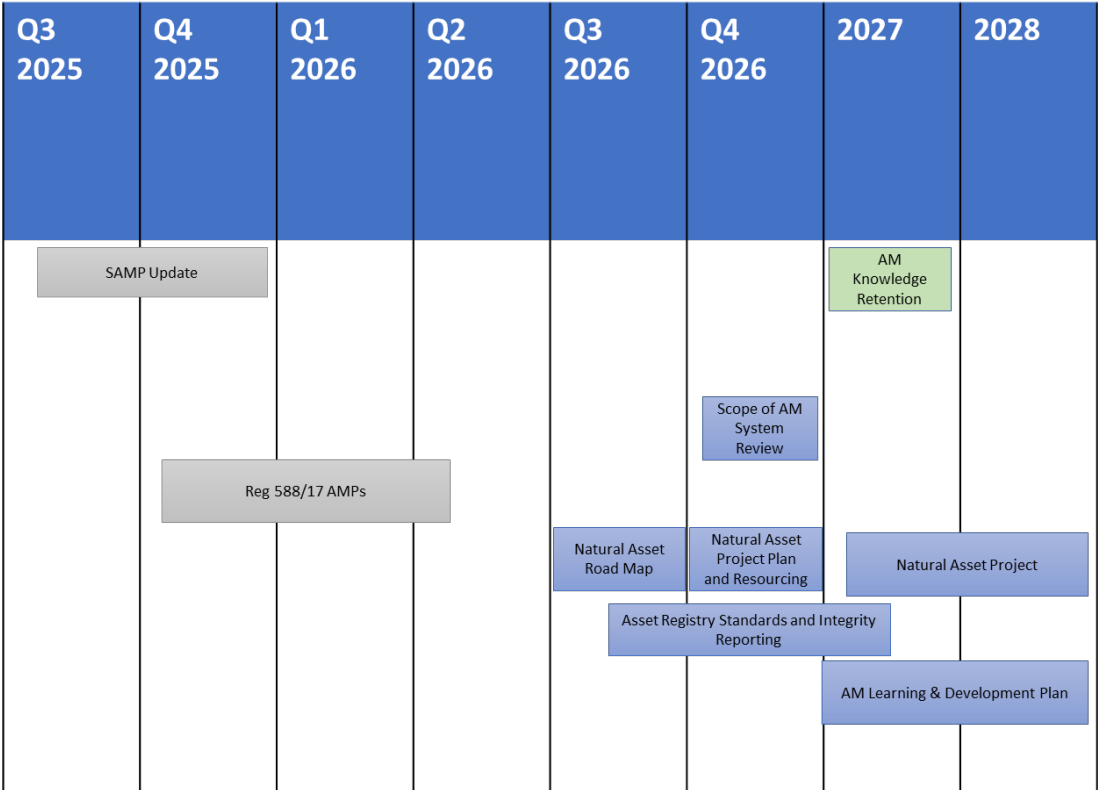 Q3
2025
Q4
2025
Q1
2026
Q2
2026
Q3
2026
Q4
2026
2027
2028
SAMP Update
AM
Knowledge
Retention
Scope of AM
System
Review
Reg 588/17 AMPs
Natural Asset
Road Map
Natural Asset
Project Plan
and Resourcing
Natural Asset Project
Asset Registry Standards and Integrity
Reporting
AM Learning & Development Plan